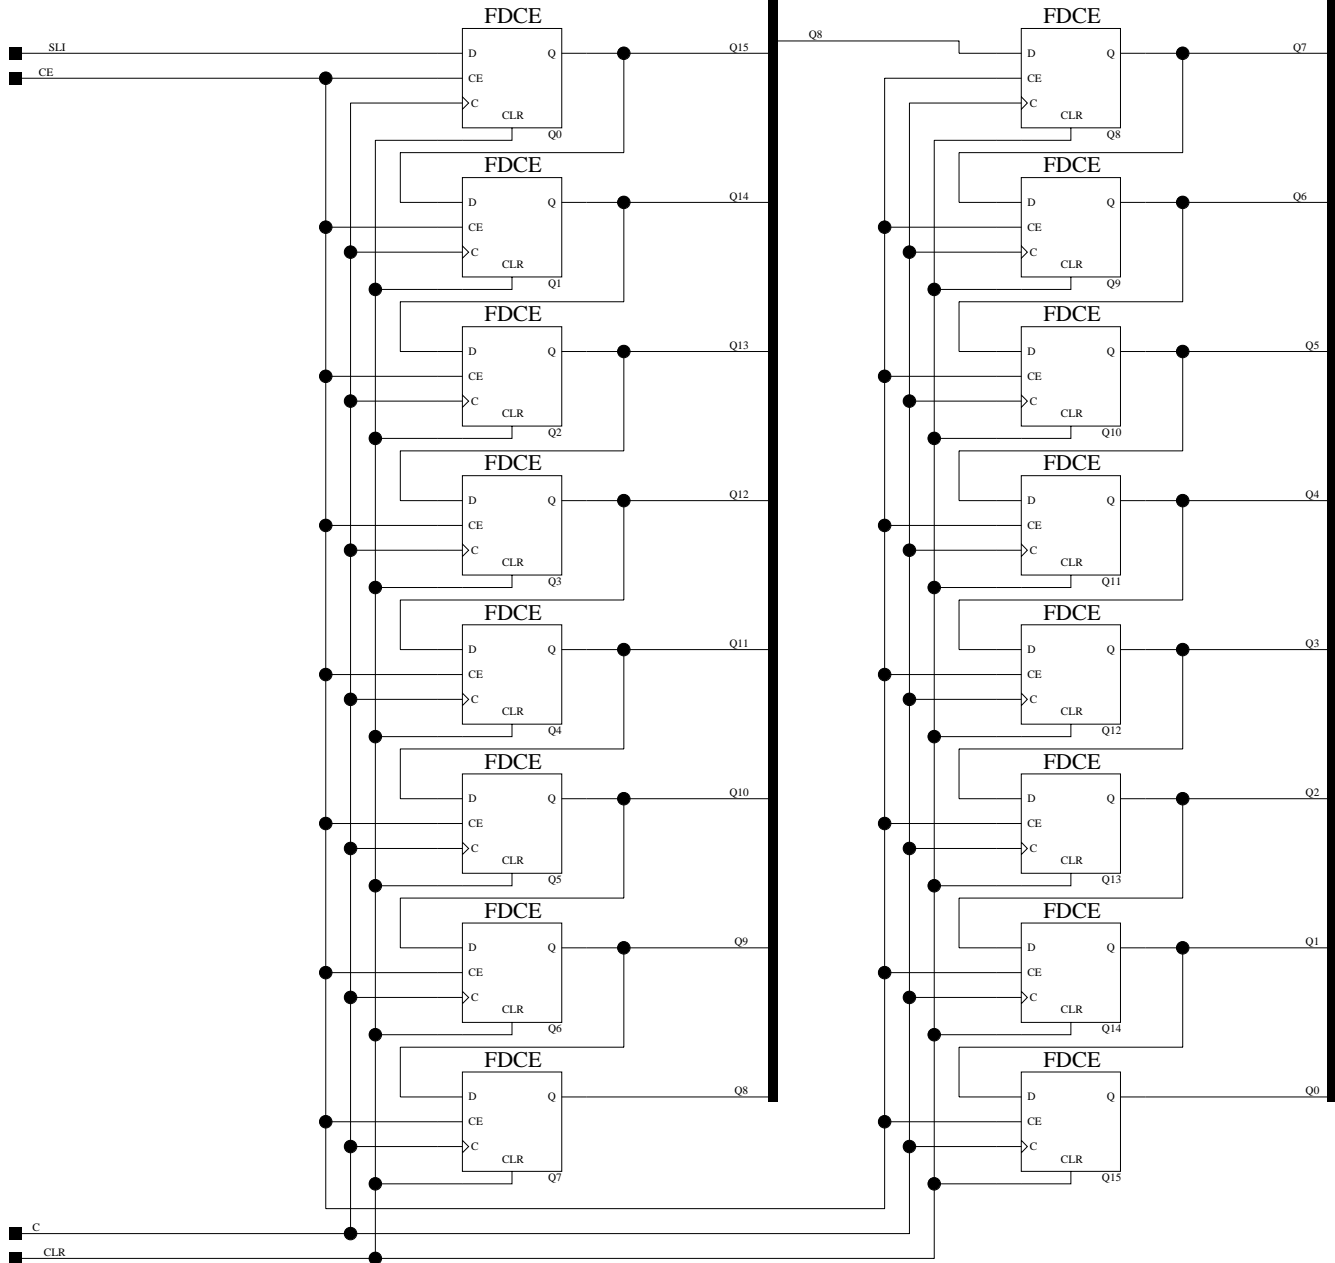 FDCE FDCE
SLI D Q Q15 Q8 D Q Q7
CE CE CE
C C
CLR CLR
Q0 Q8
FDCE FDCE
D Q Q14 D Q Q6
CE CE
C C
CLR CLR
Q1 Q9
FDCE FDCE
D Q Q13 D Q Q5
CE CE
C C
CLR CLR
Q2 Q10
FDCE FDCE
D Q Q12 D Q Q4
CE CE
C C
CLR CLR
Q3 Q11
FDCE FDCE
D Q Q11 D Q Q3
CE CE
C C
CLR CLR
Q4 Q12
FDCE FDCE
D Q Q10 D Q Q2
CE CE
C C
CLR CLR
Q5 Q13
FDCE FDCE
D Q Q9 D Q Q1
CE CE
C C
CLR CLR
Q6 Q14
FDCE FDCE
D Q Q8 D Q Q0
CE CE
C C
CLR CLR
Q7 Q15
C
CLR